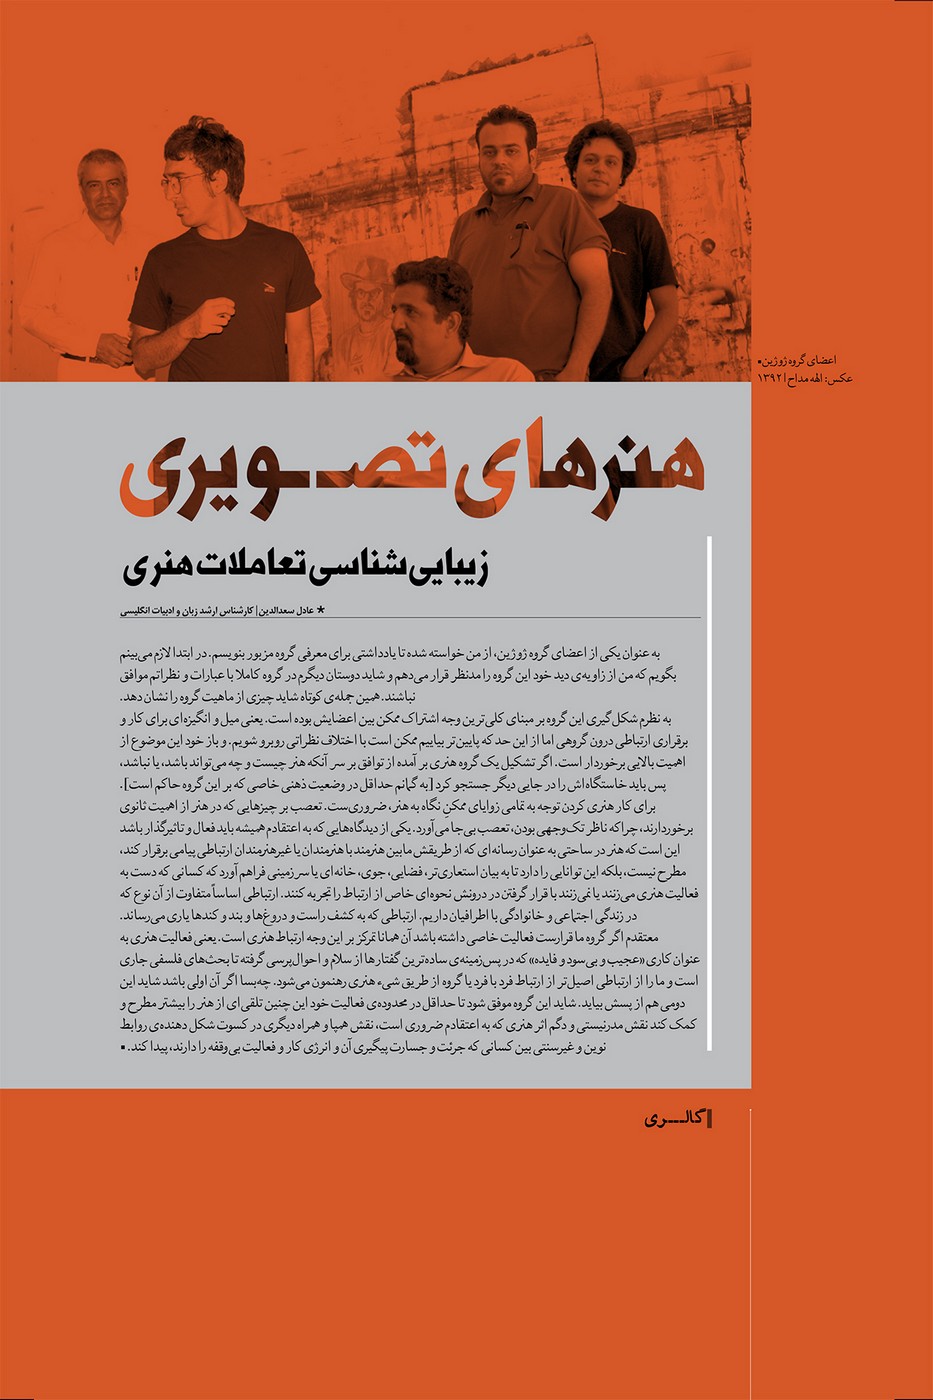 اعضای گروه ژوژین▪
عکس: الهه مداح | ۱۳۹۲
هنرهای تصویری
زیبایی‌شناسی تعاملات هنری
★ عادل سعدالدین | کارشناس ارشد زبان و ادبیات انگلیسی
به عنوان یکی از اعضای گروه ژوژین، از من خواسته شده تا یادداشتی برای معرفی گروه مزبور بنویسم. در ابتدا لازم می‌بینم
بگویم که من از زاویه‌ی دید خود این گروه را مدنظر قرار می‌دهم و شاید دوستان دیگرم در گروه کاملا با عبارات و نظراتم موافق
نباشند. همین جمله‌ی کوتاه شاید چیزی از ماهیت گروه را نشان دهد.
به نظرم شکل‌گیری این گروه بر مبنای کلی‌ترین وجه اشتراک ممکن بین اعضایش بوده است. یعنی میل و انگیزه‌ای برای کار و
برقراری ارتباطی درون گروهی اما از این حد که پایین‌تر بیاییم ممکن است با اختلاف نظراتی روبرو شویم. و باز خود این موضوع از
اهمیت بالایی برخوردار است. اگر تشکیل یک گروه هنری بر آمده از توافق بر سر آنکه هنر چیست و چه می‌تواند باشد، یا نباشد،
پس باید خاستگاه‌اش را در جایی دیگر جستجو کرد [به گمانم حداقل در وضعیت ذهنی خاصی که بر این گروه حاکم است].
برای کار هنری کردن توجه به تمامی زوایای ممکنِ نگاه به هنر، ضروری‌ست. تعصب بر چیزهایی که در هنر از اهمیت ثانوی
برخوردارند، چراکه ناظر تک‌وجهی بودن، تعصب بی‌جا می‌آورد. یکی از دیدگاه‌هایی که به اعتقادم همیشه باید فعال و تاثیرگذار باشد
این است که هنر در ساحتی به عنوان رسانه‌ای که از طریقش مابین هنرمند با هنرمندان یا غیرهنرمندان ارتباطی پیامی برقرار کند،
مطرح نیست، بلکه این توانایی را دارد تا به بیان استعاری‌تر، فضایی، جوی، خانه‌ای یا سرزمینی فراهم آورد که کسانی که دست به
فعالیت هنری می‌زنند یا نمی‌زنند با قرار گرفتن در درونش نحوه‌ای خاص از ارتباط را تجربه کنند. ارتباطی اساساً متفاوت از آن نوع که
در زندگی اجتماعی و خانوادگی با اطرافیان داریم. ارتباطی که به کشف راست و دروغ‌ها و بند و کندها یاری می‌رساند.
معتقدم اگر گروه ما قرارست فعالیت خاصی داشته باشد آن همانا تمرکز بر این وجه ارتباط هنری است. یعنی فعالیت هنری به
عنوان کاری «عجیب و بی‌سود و فایده» که در پس‌زمینه‌ی ساده‌ترین گفتارها از سلام و احوال‌پرسی گرفته تا بحث‌های فلسفی جاری
است و ما را از ارتباطی اصیل‌تر از ارتباط فرد با فرد یا گروه از طریق شیء هنری رهنمون می‌شود. چه‌بسا اگر آن اولی باشد شاید این
دومی هم از پسش بیاید. شاید این گروه موفق شود تا حداقل در محدوده‌ی فعالیت خود این چنین تلقی‌ای از هنر را بیشتر مطرح و
کمک کند نقش مدرنیستی و دگم اثر هنری که به اعتقادم ضروری است، نقش همپا و همراه دیگری در کسوت شکل دهنده‌ی روابط
نوین و غیرسنتی بین کسانی که جرئت و جسارت پیگیری آن و انرژی کار و فعالیت بی‌وقفه را دارند، پیدا کند. ▪
گالــری